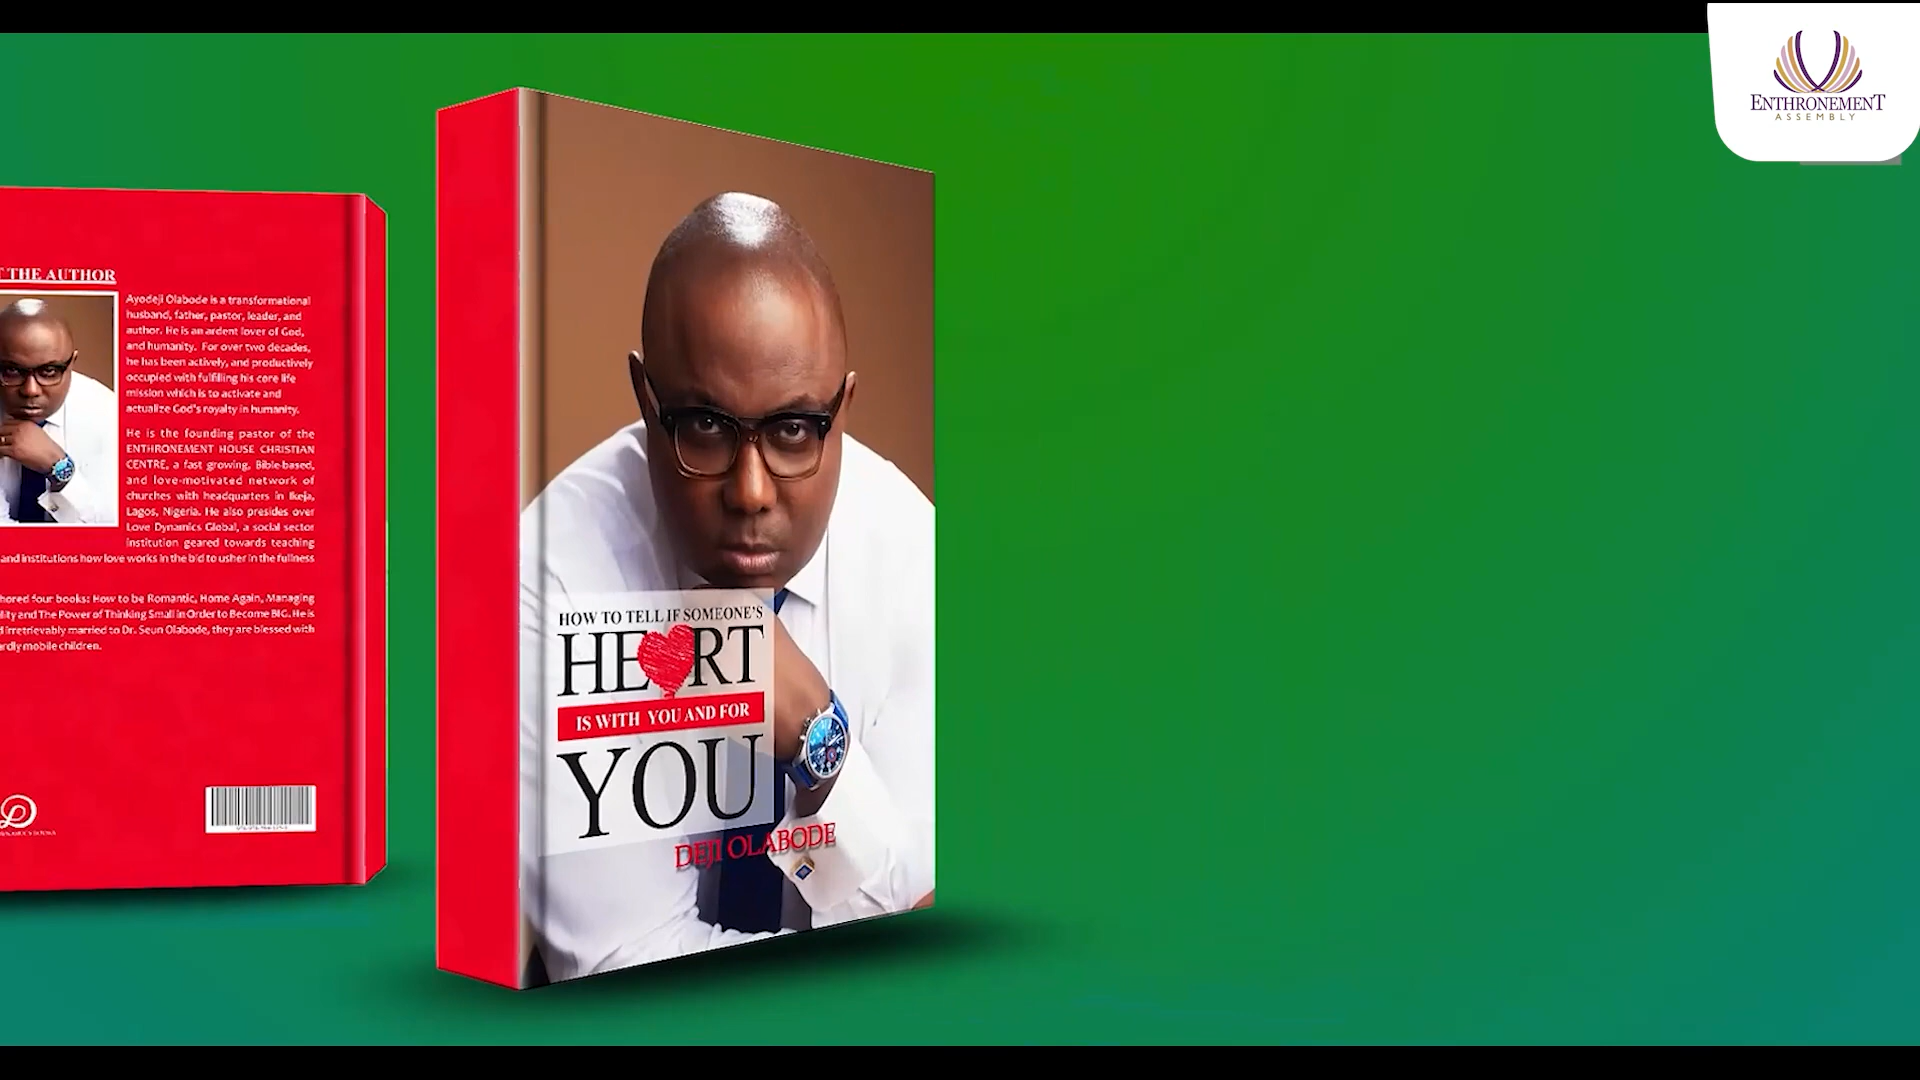 ENTHRONEMENT
ASSEMBLY
T THE AUTHOR
Ayodeji Olabode is a transformational
husband, father, pastor, leader, and
author. He is an ardent lover of God,
and humanity. For over two decades,
he has been actively, and productively
occupied with fulfilling his core life
mission which is to activate and
actualize God's royalty in humanity.
He is the founding pastor of the
ENTHRONEMENT HOUSE CHRISTIAN
CENTRE, a fast growing, Bible-based,
and love-motivated network of
churches with headquarters in Ikeja,
Lagos, Nigeria. He also presides over
Love Dynamics Global, a social sector
institution geared towards teaching
and institutions how love works in the bid to usher in the fullness
hored four books: How to be Romantic, Home Again, Managing
lity and The Power of Thinking Small in Order to Become BIG. He is
d irretrievably married to Dr. Seun Olabode, they are blessed with
rdly mobile children.
HOW TO TELL IF SOMEONE'S
HE RT
IS WITH YOU AND FOR
YOU
DEJI OLABODE